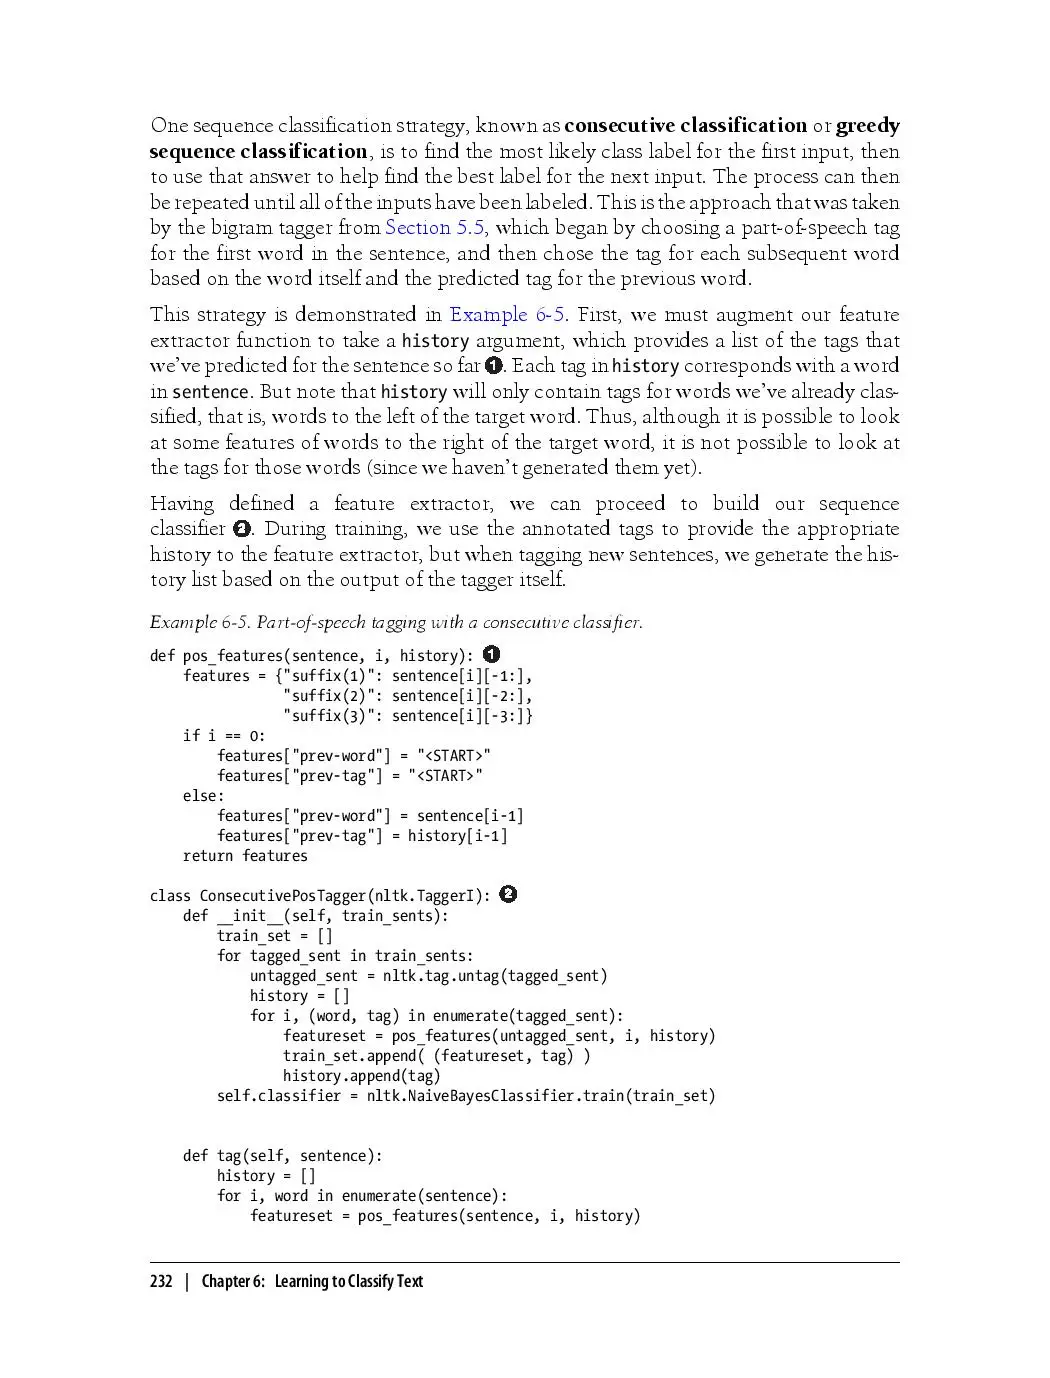 One sequence classification strategy, known as consecutive classification or greedy
sequence classification, is to find the most likely class label for the first input, then
to use that answer to help find the best label for the next input. The process can then
be repeated until all of the inputs have been labeled. This is the approach that was taken
by the bigram tagger from Section 5.5, which began by choosing a part-of-speech tag
for the first word in the sentence, and then chose the tag for each subsequent word
based on the word itself and the predicted tag for the previous word.
This strategy is demonstrated in Example 6-5. First, we must augment our feature
extractor function to take a history argument, which provides a list of the tags that
we've predicted for the sentence so far ❶. Each tag in history corresponds with a word
in sentence. But note that history will only contain tags for words we've already clas-
sified, that is, words to the left of the target word. Thus, although it is possible to look
at some features of words to the right of the target word, it is not possible to look at
the tags for those words (since we haven't generated them yet).
Having defined a feature extractor, we can proceed to build our sequence
classifier ❷. During training, we use the annotated tags to provide the appropriate
history to the feature extractor, but when tagging new sentences, we generate the his-
tory list based on the output of the tagger itself.
Example 6-5. Part-of-speech tagging with a consecutive classifier.
def pos_features(sentence, i, history): ❶
    features = {"suffix(1)": sentence[i][-1:],
                "suffix(2)": sentence[i][-2:],
                "suffix(3)": sentence[i][-3:]}
    if i == 0:
        features["prev-word"] = "<START>"
        features["prev-tag"] = "<START>"
    else:
        features["prev-word"] = sentence[i-1]
        features["prev-tag"] = history[i-1]
    return features
class ConsecutivePosTagger(nltk.TaggerI): ❷
    def __init__(self, train_sents):
        train_set = []
        for tagged_sent in train_sents:
            untagged_sent = nltk.tag.untag(tagged_sent)
            history = []
            for i, (word, tag) in enumerate(tagged_sent):
                featureset = pos_features(untagged_sent, i, history)
                train_set.append( (featureset, tag) )
                history.append(tag)
        self.classifier = nltk.NaiveBayesClassifier.train(train_set)
    def tag(self, sentence):
        history = []
        for i, word in enumerate(sentence):
            featureset = pos_features(sentence, i, history)
232 | Chapter 6: Learning to Classify Text